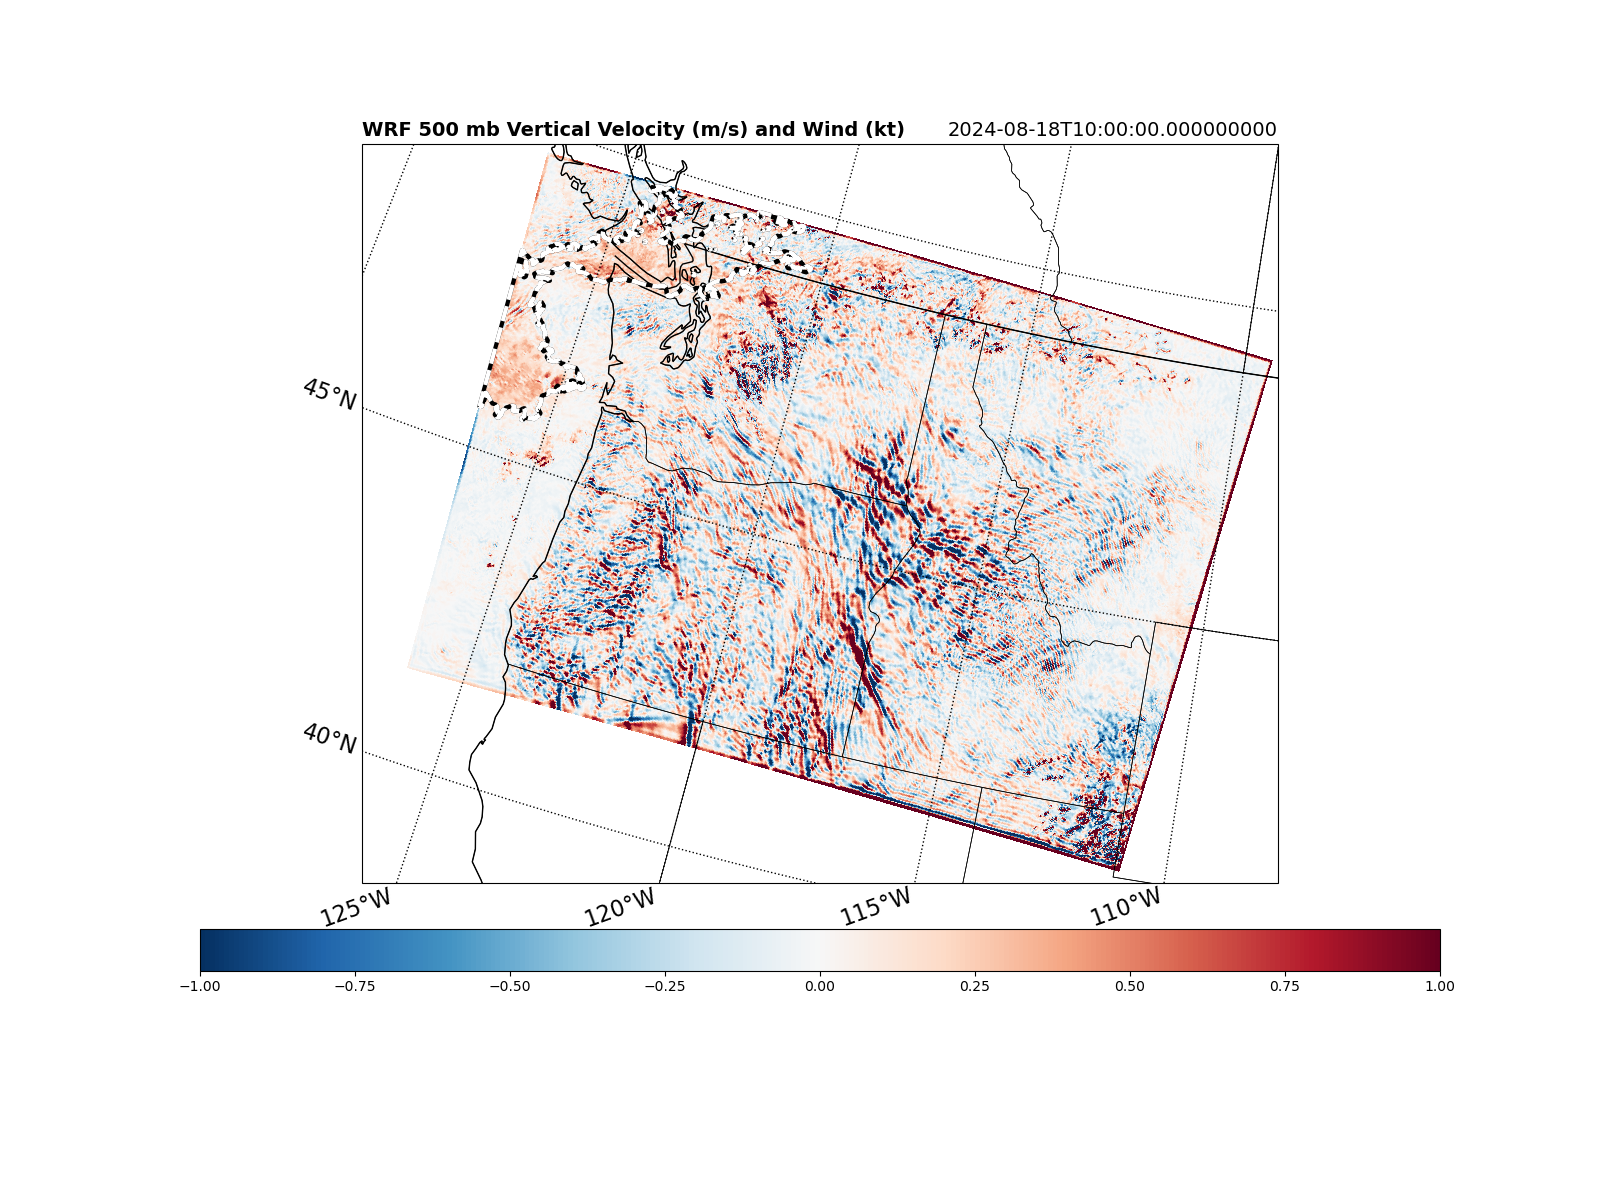 WRF 500 mb Vertical Velocity (m/s) and Wind (kt) 2024-08-18T10:00:00.000000000
45°N
40°N
125°W 120°W 115°W 110°W
−1.00 −0.75 −0.50 −0.25 0.00 0.25 0.50 0.75 1.00